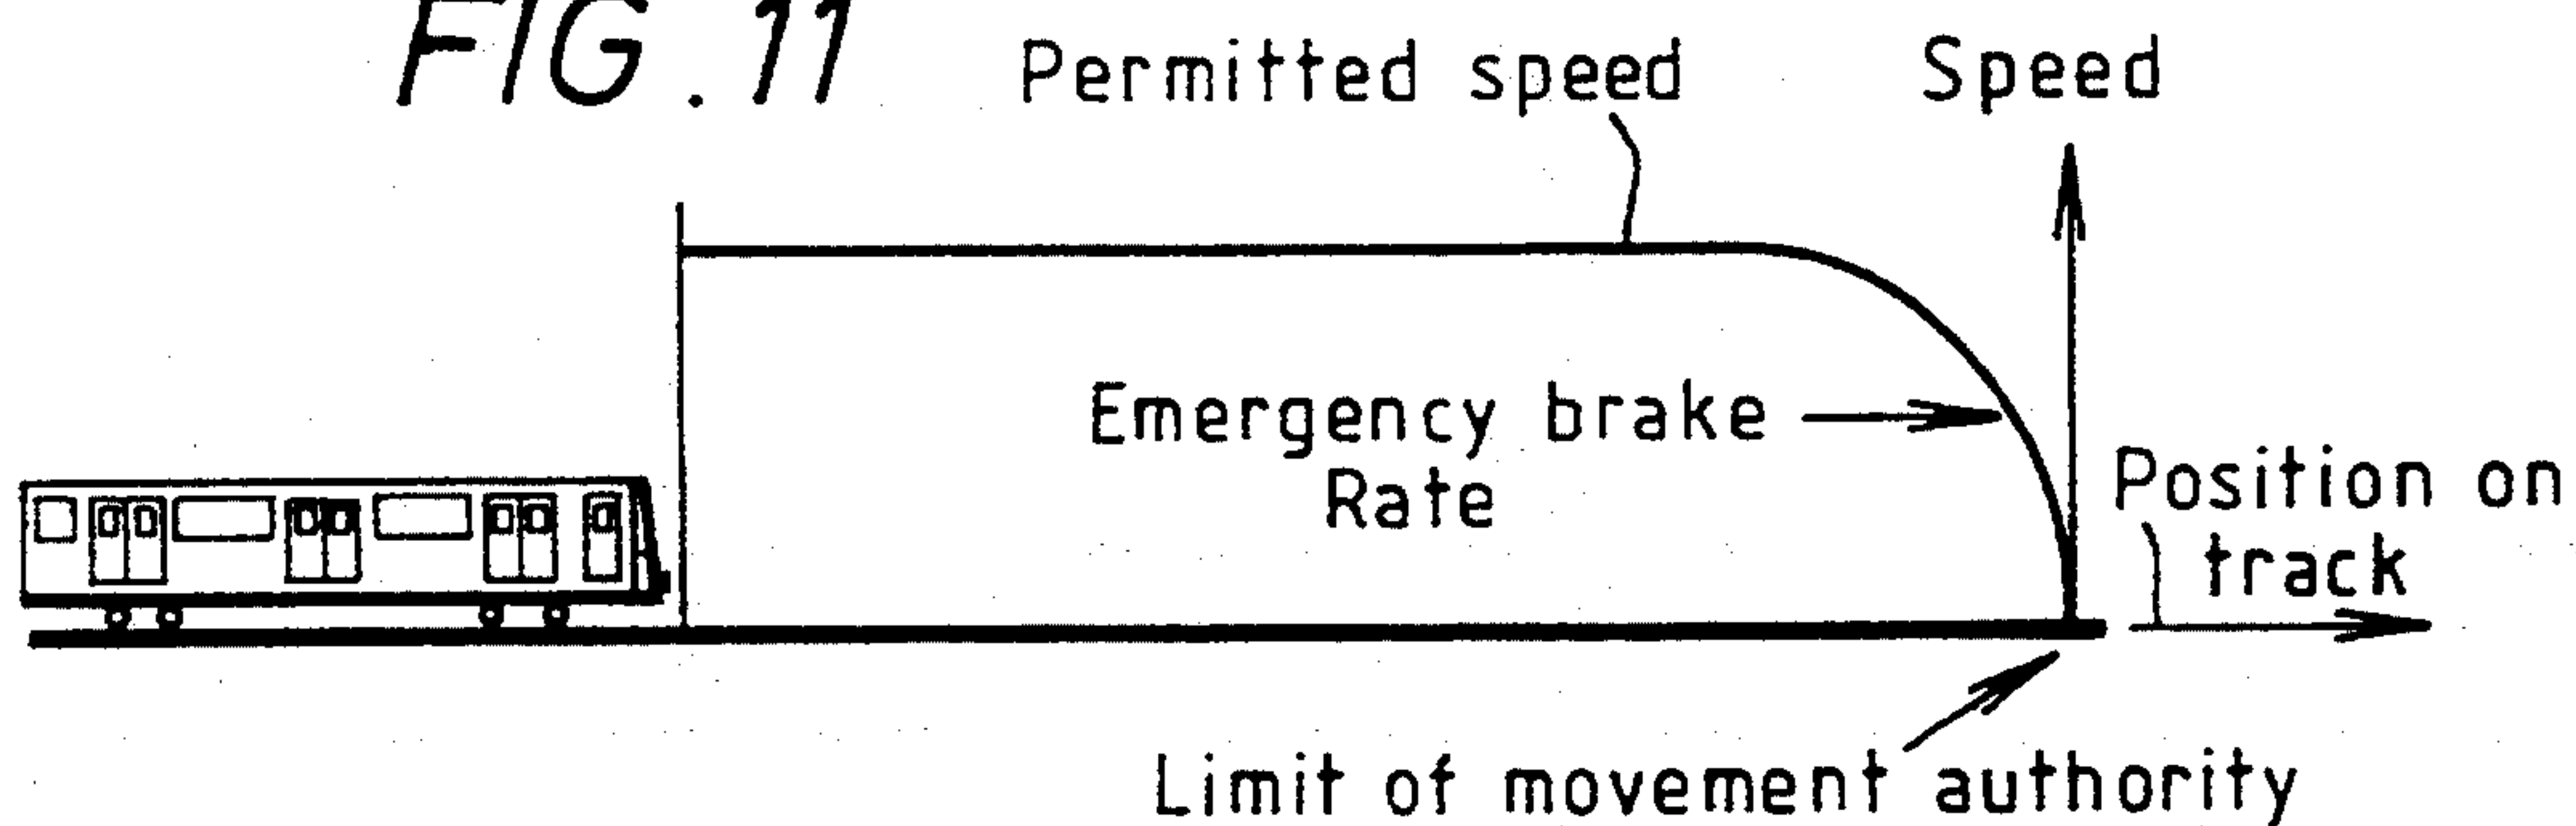 FIG. 11
Permitted speed
Speed
Emergency brake
Rate
Position on
track
Limit of movement authority